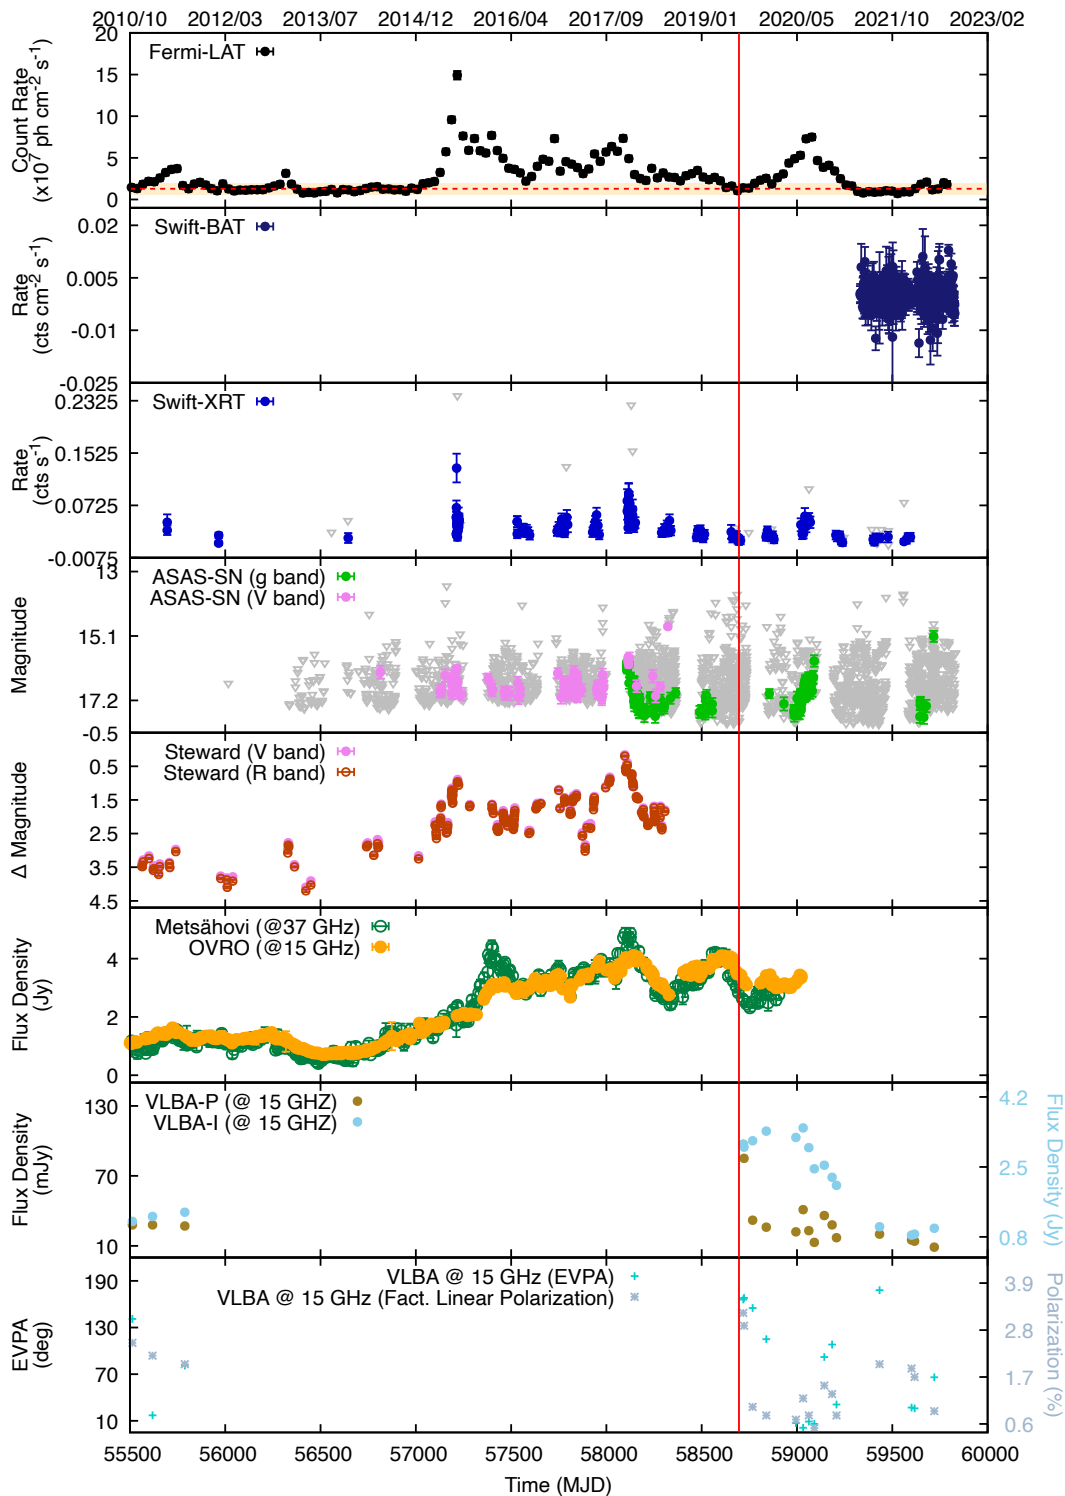 2010/10 2012/03 2013/07 2014/12 2016/04 2017/09 2019/01 2020/05 2021/10 2023/02
Fermi-LAT
Count Rate
(x10⁷ ph cm⁻² s⁻¹)
20
15
10
5
0
Swift-BAT
Rate
(cts cm⁻² s⁻¹)
0.02
0.005
-0.01
-0.025
Swift-XRT
Rate
(cts s⁻¹)
0.2325
0.1525
0.0725
-0.0075
ASAS-SN (g band)
ASAS-SN (V band)
Magnitude
13
15.1
17.2
Steward (V band)
Steward (R band)
Δ Magnitude
-0.5
0.5
1.5
2.5
3.5
4.5
Metsähovi (@37 GHz)
OVRO (@15 GHz)
Flux Density
(Jy)
4
2
0
VLBA-P (@ 15 GHZ)
VLBA-I (@ 15 GHZ)
Flux Density
(mJy)
130
70
10
4.2
2.5
0.8
Flux Density (Jy)
VLBA @ 15 GHz (EVPA)
VLBA @ 15 GHz (Fact. Linear Polarization)
EVPA
(deg)
190
130
70
10
3.9
2.8
1.7
0.6
Polarization (%)
55500 56000 56500 57000 57500 58000 58500 59000 59500 60000
Time (MJD)